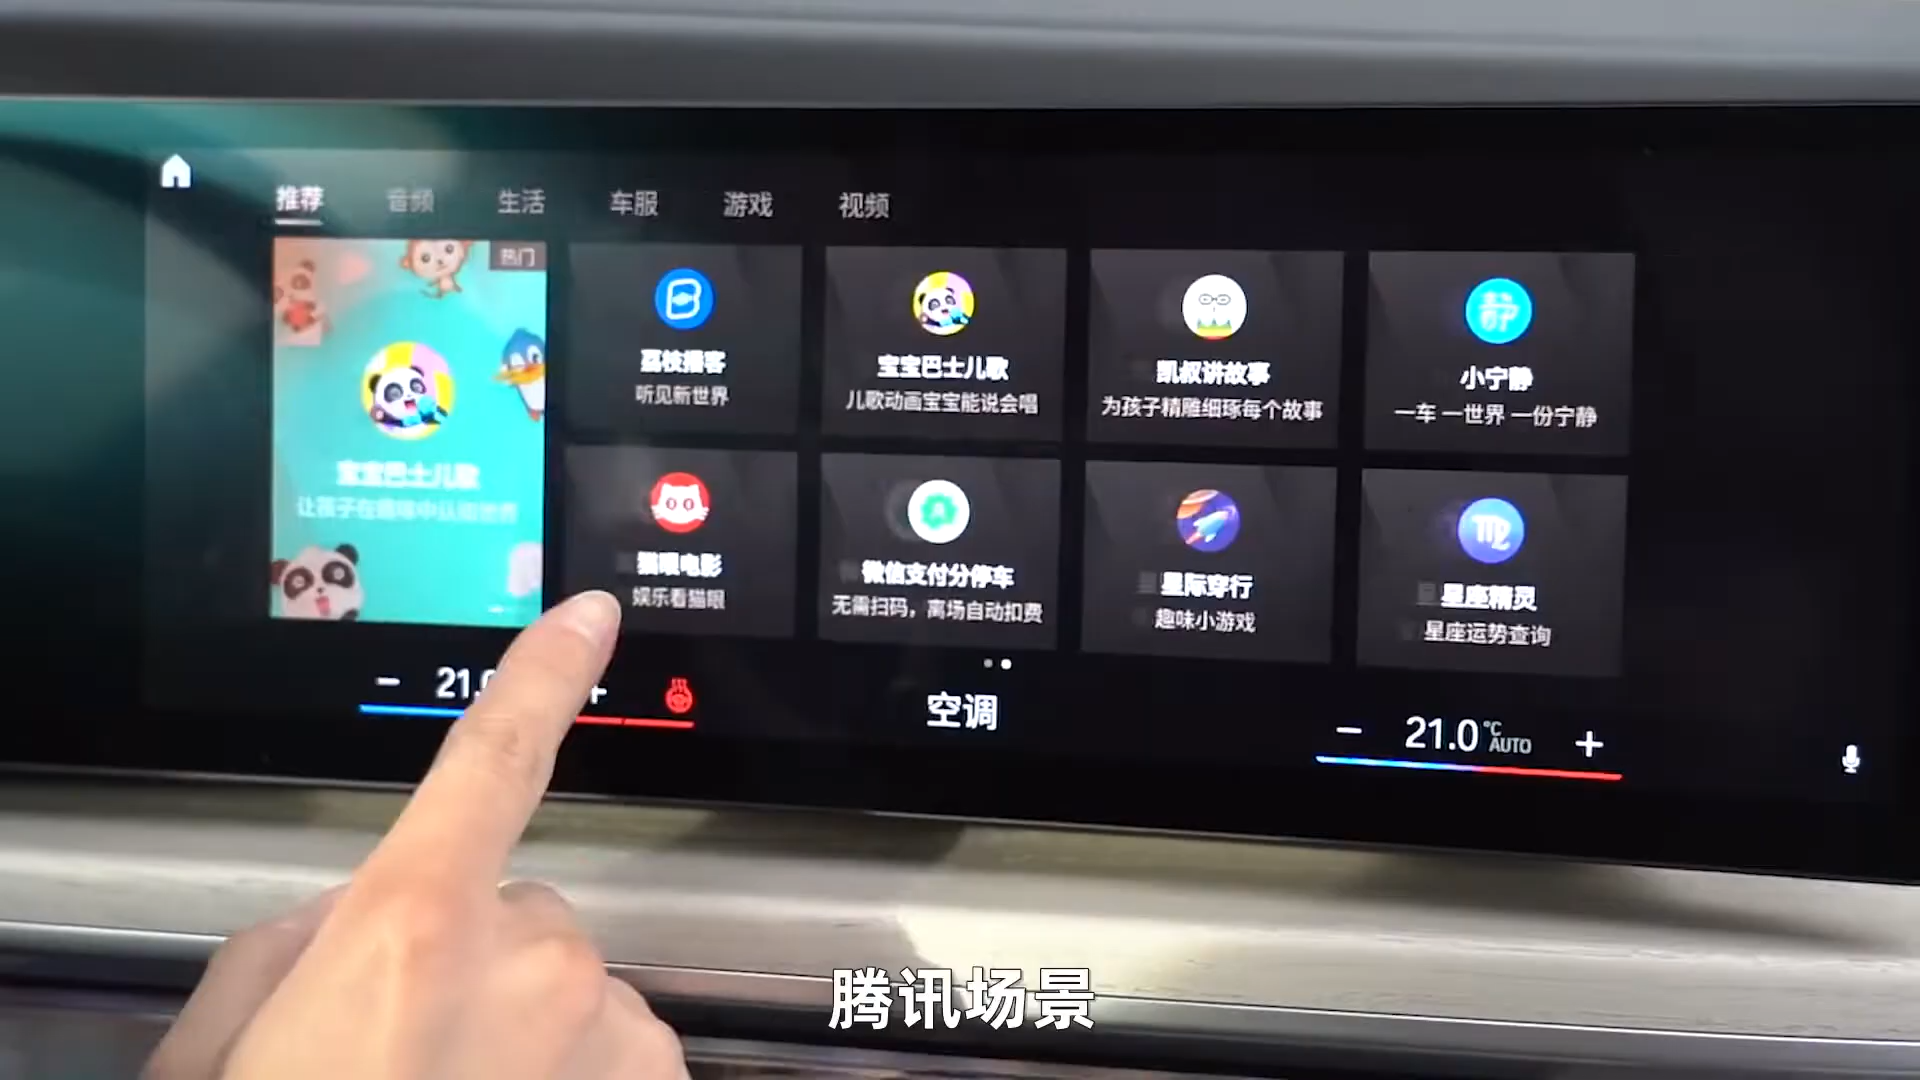 推荐 音频 生活 车服 游戏 视频
热门
宝宝巴士儿歌
荔枝播客
听见新世界
宝宝巴士儿歌
儿歌动画宝宝能说会唱
凯叔讲故事
为孩子精雕细琢每个故事
静
小宁静
一车 一世界 一份宁静
猫眼电影
娱乐看猫眼
微信支付分停车
无需扫码，离场自动扣费
星际穿行
趣味小游戏
星座精灵
星座运势查询
21.0
空调
21.0 °C AUTO
腾讯场景